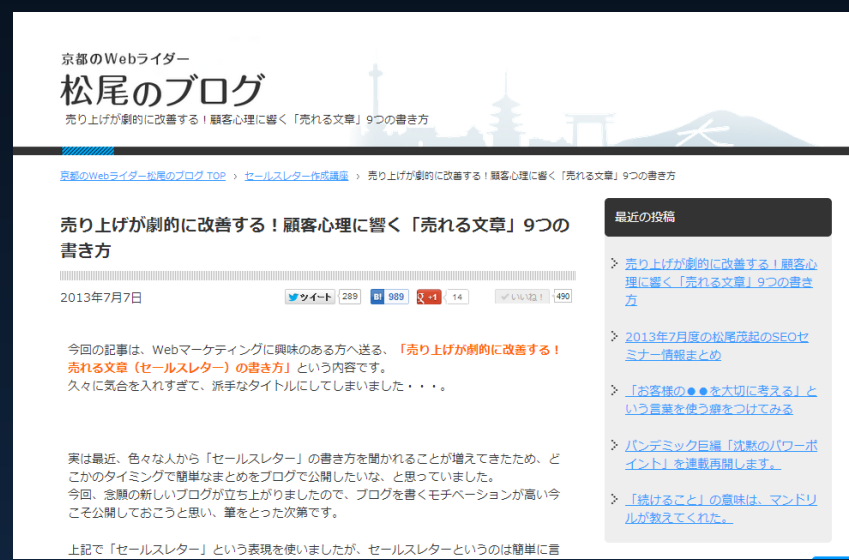 京都のWebライダー
松尾のブログ
売り上げが劇的に改善する！顧客心理に響く「売れる文章」9つの書き方
京都のWebライダー松尾のブログ TOP › セールスレター作成講座 › 売り上げが劇的に改善する！顧客心理に響く「売れる文章」9つの書き方
売り上げが劇的に改善する！顧客心理に響く「売れる文章」9つの
書き方
2013年7月7日
ツイート 289 B! 989 +1 14 いいね！ 490
今回の記事は、Webマーケティングに興味のある方へ送る、「売り上げが劇的に改善する！
売れる文章（セールスレター）の書き方」という内容です。
久々に気合を入れすぎて、派手なタイトルにしてしまいました・・・。
実は最近、色々な人から「セールスレター」の書き方を聞かれることが増えてきたため、ど
こかのタイミングで簡単なまとめをブログで公開したいな、と思っていました。
今回、念願の新しいブログが立ち上がりましたので、ブログを書くモチベーションが高い今
こそ公開しておこうと思い、筆をとった次第です。
上記で「セールスレター」という表現を使いましたが、セールスレターというのは簡単に言
最近の投稿
売り上げが劇的に改善する！顧客心
理に響く「売れる文章」9つの書き
方
2013年7月度の松尾茂起のSEOセ
ミナー情報まとめ
「お客様の●●を大切に考える」と
いう言葉を使う癖をつけてみる
パンデミック巨編「沈黙のパワーポ
イント」を連載再開します。
「続けること」の意味は、マンドリ
ルが教えてくれた。